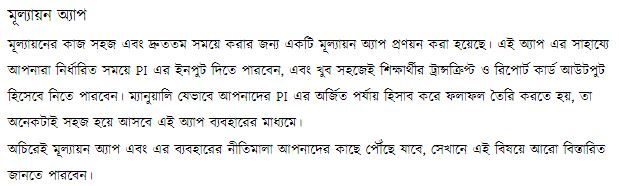 মূল্যায়ন অ্যাপ
মূল্যায়নের কাজ সহজ এবং দ্রুততম সময়ে করার জন্য একটি মূল্যায়ন অ্যাপ প্রণয়ন করা হয়েছে। এই অ্যাপ এর সাহায্যে
আপনারা নির্ধারিত সময়ে PI এর ইনপুট দিতে পারবেন, এবং খুব সহজেই শিক্ষার্থীর ট্রান্সক্রিপ্ট ও রিপোর্ট কার্ড আউটপুট
হিসেবে নিতে পারবেন। ম্যানুয়ালি যেভাবে আপনাদের PI এর অর্জিত পর্যায় হিসাব করে ফলাফল তৈরি করতে হয়, তা
অনেকটাই সহজ হয়ে আসবে এই অ্যাপ ব্যবহারের মাধ্যমে।
অচিরেই মূল্যায়ন অ্যাপ এবং এর ব্যবহারের নীতিমালা আপনাদের কাছে পৌঁছে যাবে, সেখানে এই বিষয়ে আরো বিস্তারিত
জানতে পারবেন।